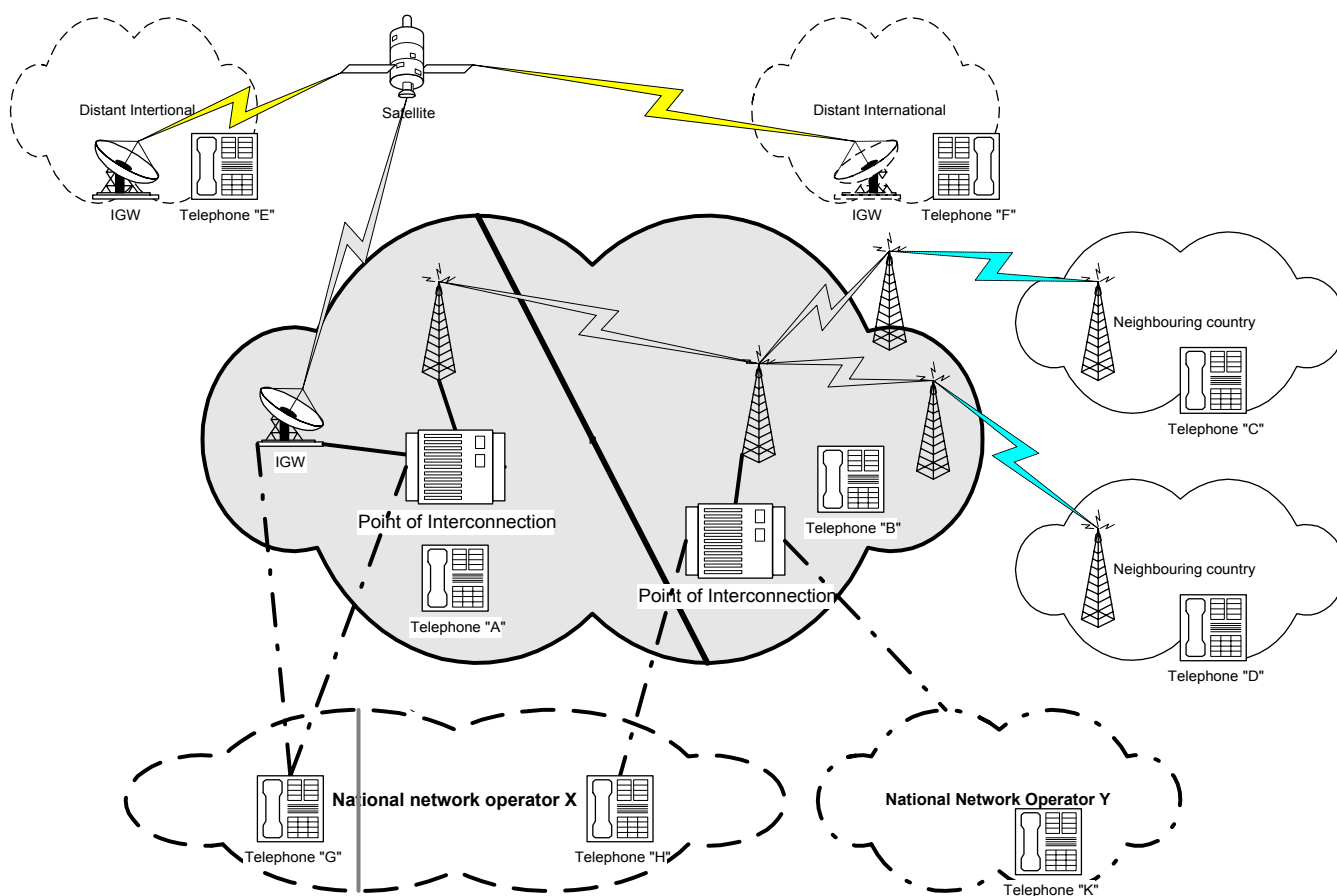 Distant Intertional
Satellite
Distant International
IGW
Telephone "E"
IGW
Telephone "F"
Neighbouring country
Telephone "C"
IGW
Point of Interconnection
Telephone "B"
Neighbouring country
Point of Interconnection
Telephone "A"
Telephone "D"
National network operator X
National Network Operator Y
Telephone "G"
Telephone "H"
Telephone "K"